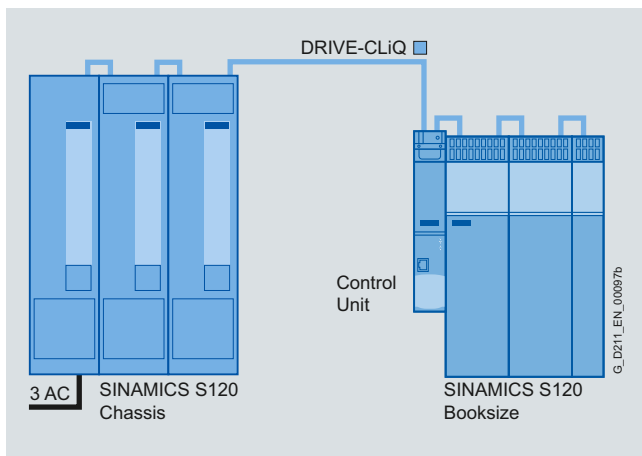 DRIVE-CLiQ
Control
Unit
3 AC
SINAMICS S120
Chassis
SINAMICS S120
Booksize
G_D211_EN_00097b